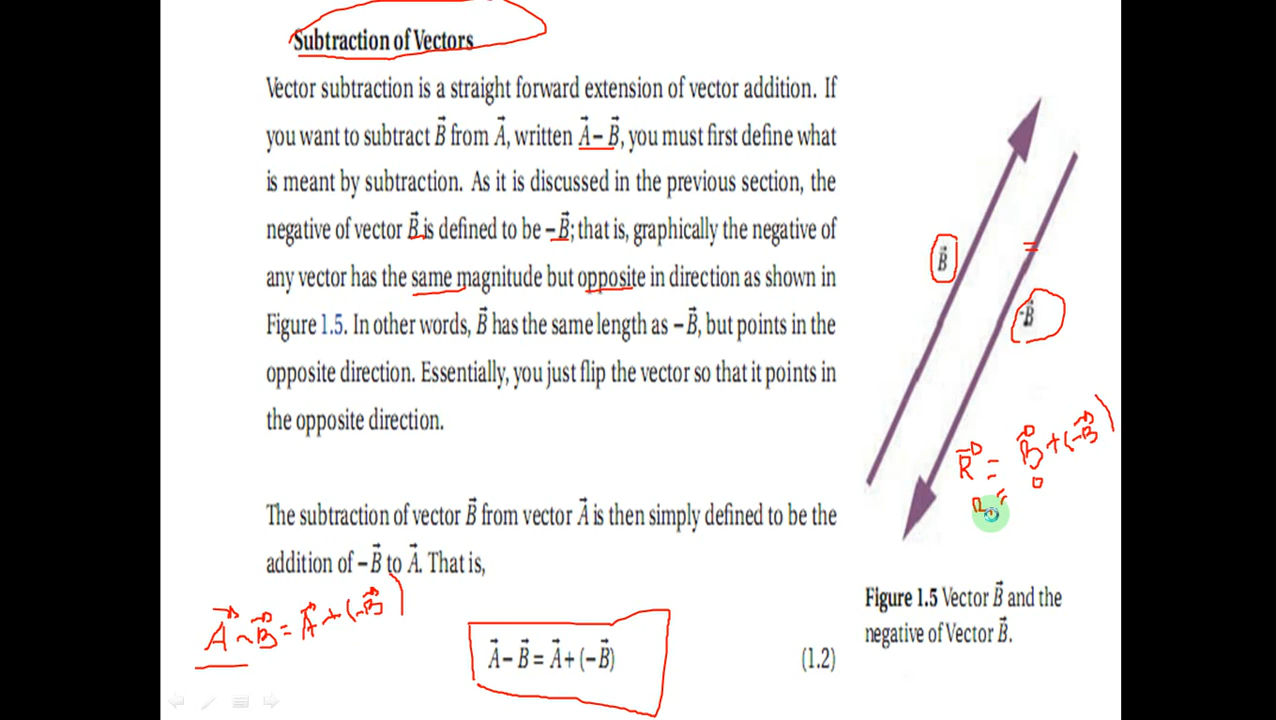 Subtraction of Vectors
Vector subtraction is a straight forward extension of vector addition. If
you want to subtract B⃗ from A⃗, written A⃗ − B⃗, you must first define what
is meant by subtraction. As it is discussed in the previous section, the
negative of vector B⃗ is defined to be −B⃗; that is, graphically the negative of
any vector has the same magnitude but opposite in direction as shown in
Figure 1.5. In other words, B⃗ has the same length as −B⃗, but points in the
opposite direction. Essentially, you just flip the vector so that it points in
the opposite direction.
The subtraction of vector B⃗ from vector A⃗ is then simply defined to be the
addition of −B⃗ to A⃗. That is,
A⃗ − B⃗ = A⃗ + (−B⃗)
A⃗ − B⃗ = A⃗ + (−B⃗) (1.2)
B⃗
=
-B⃗
R⃗ = B⃗ + (−B⃗)
R = 0
Figure 1.5 Vector B⃗ and the
negative of Vector B⃗.